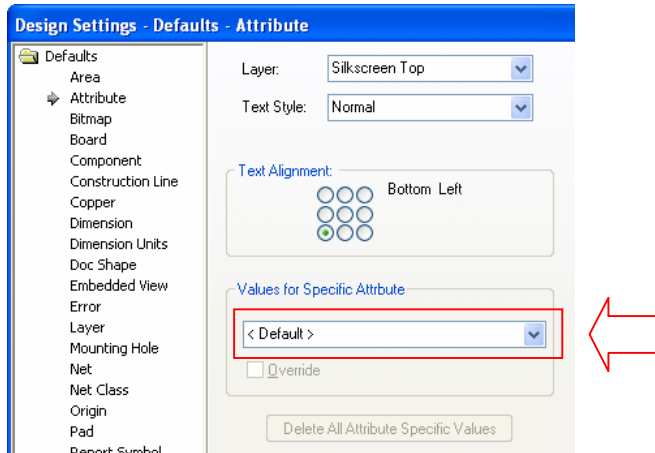 Design Settings - Defaults - Attribute
Defaults
Area
Attribute
Bitmap
Board
Component
Construction Line
Copper
Dimension
Dimension Units
Doc Shape
Embedded View
Error
Layer
Mounting Hole
Net
Net Class
Origin
Pad
Report Symbol
Layer: Silkscreen Top
Text Style: Normal
Text Alignment:
Bottom Left
Values for Specific Attrbute
< Default >
Override
Delete All Attribute Specific Values